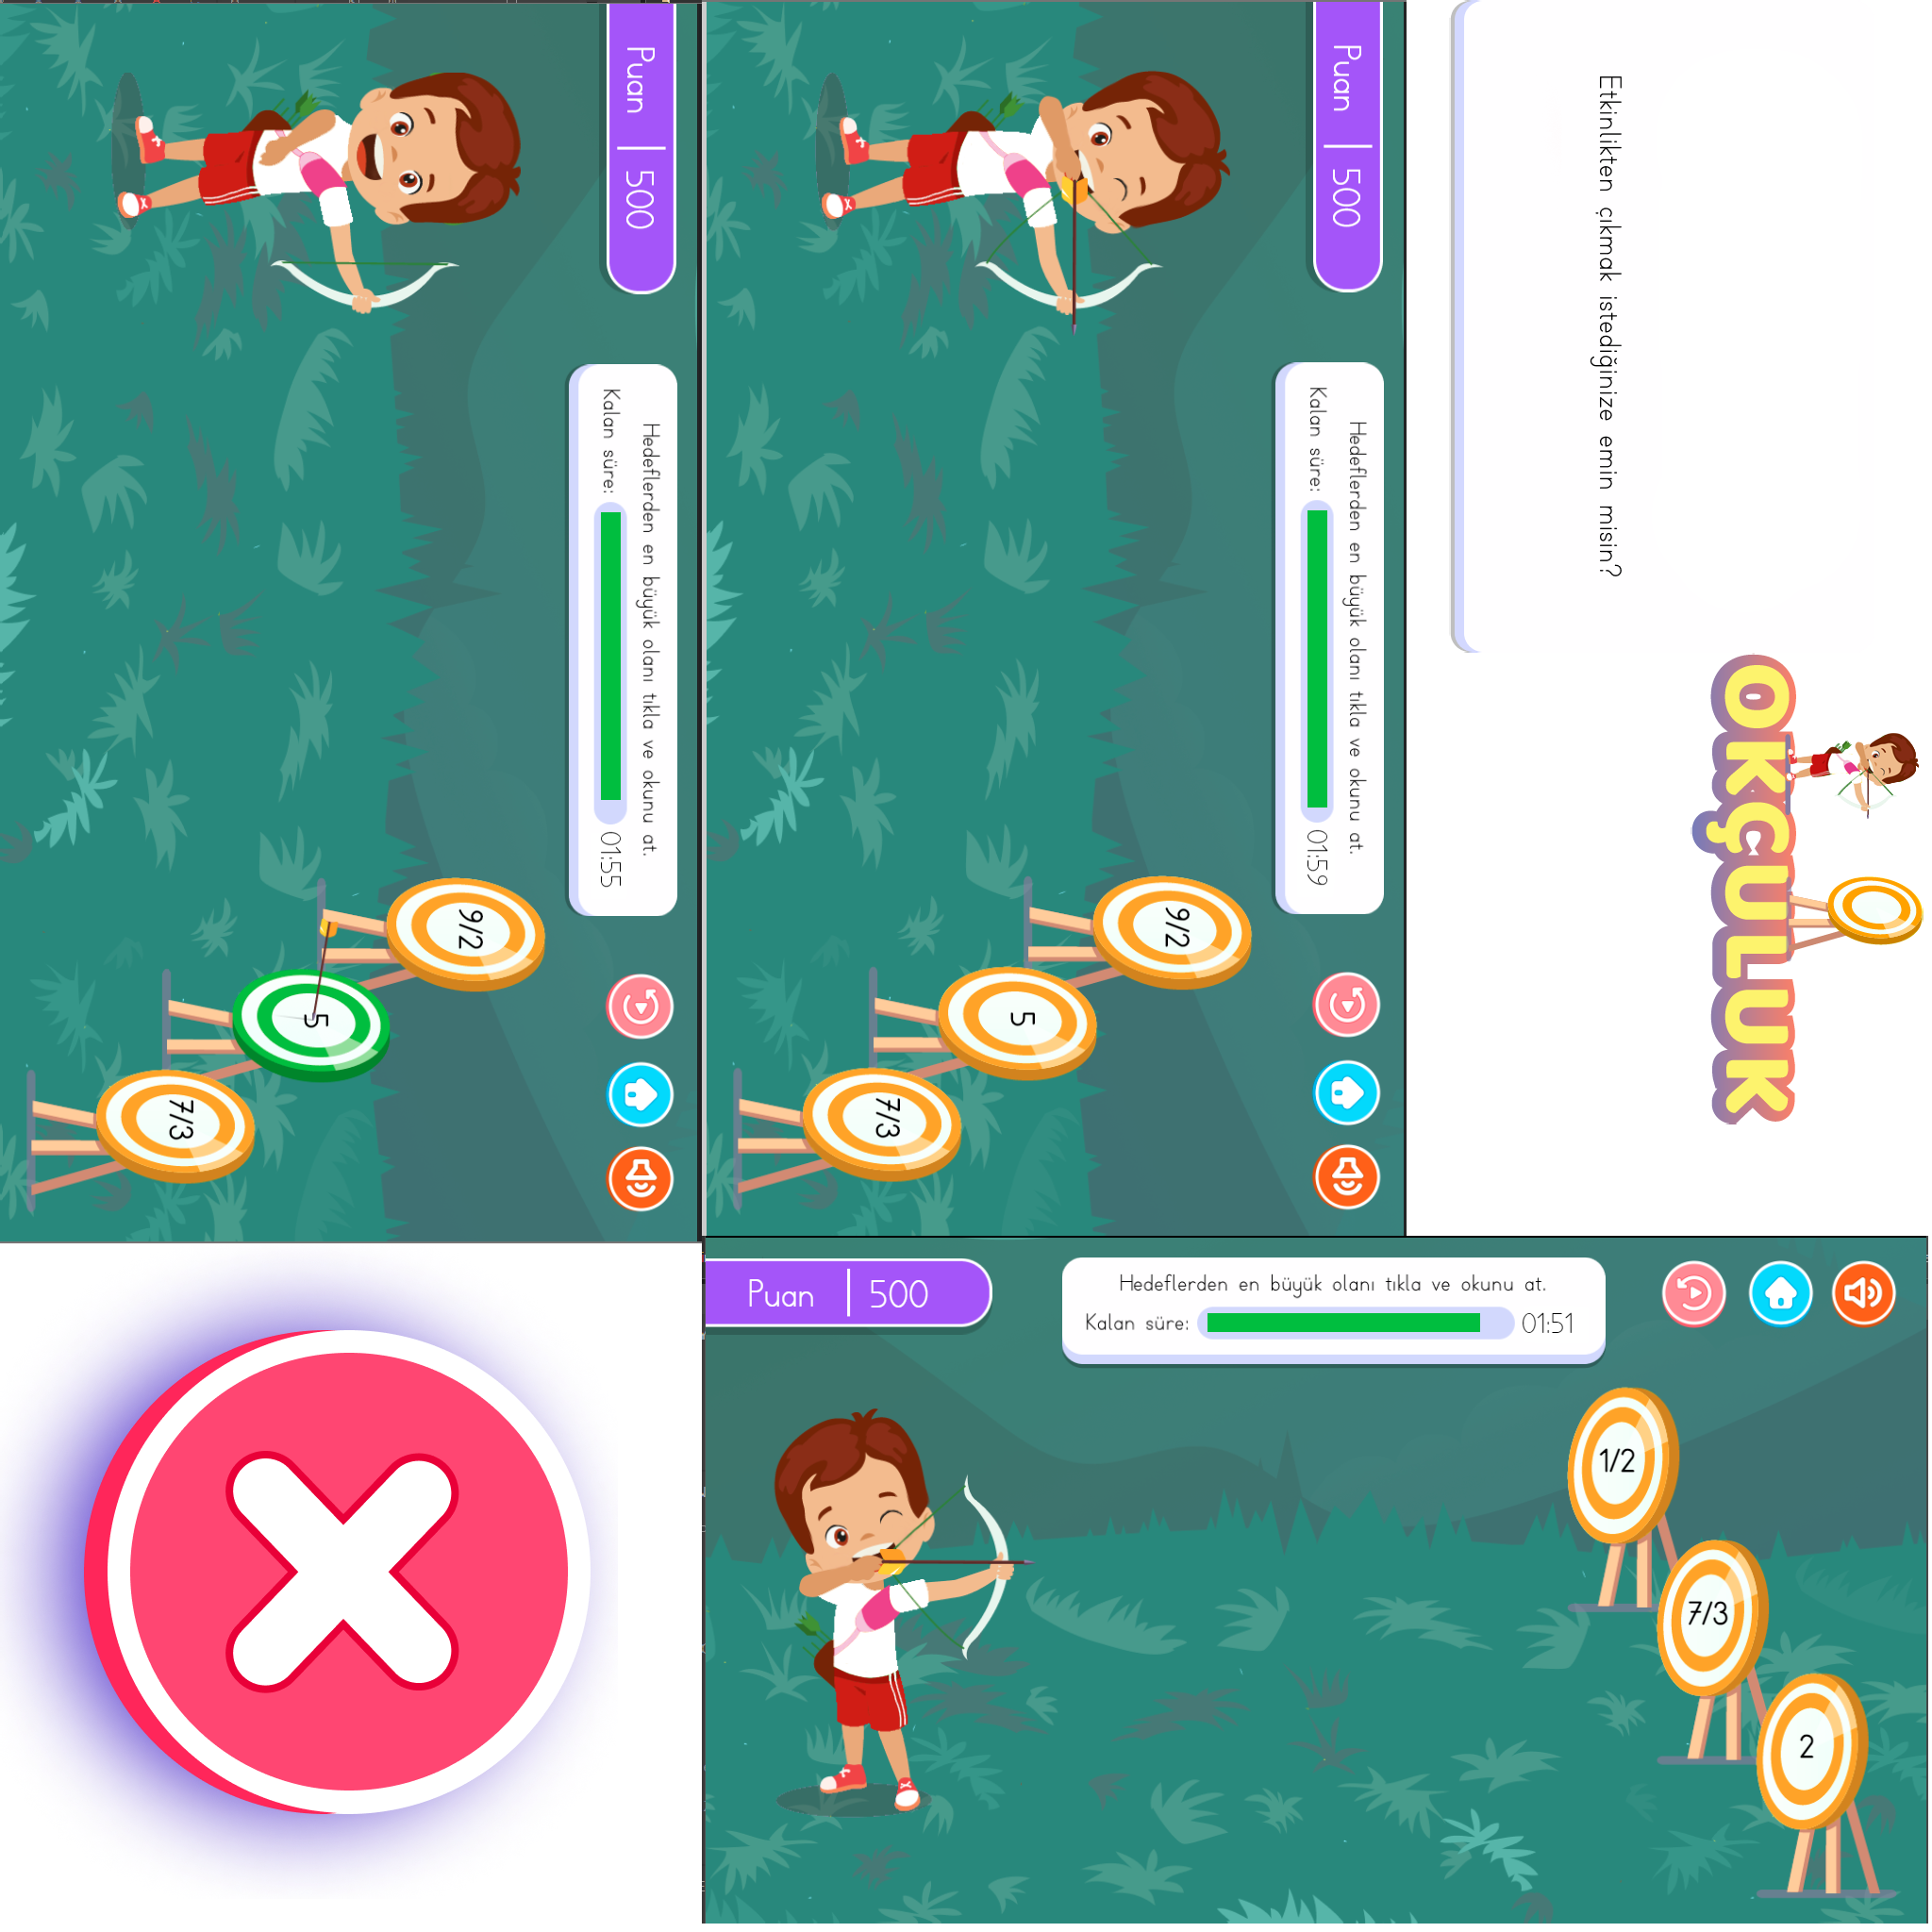 Puan 500
Hedeflerden en büyük olanı tıkla ve okunu at.
Kalan süre: 01:55
9/2
5
7/3
Puan 500
Hedeflerden en büyük olanı tıkla ve okunu at.
Kalan süre: 01:59
9/2
5
7/3
Etkinlikten çıkmak istediğinize emin misin?
OKÇULUK
Puan 500
Hedeflerden en büyük olanı tıkla ve okunu at.
Kalan süre: 01:51
1/2
7/3
2